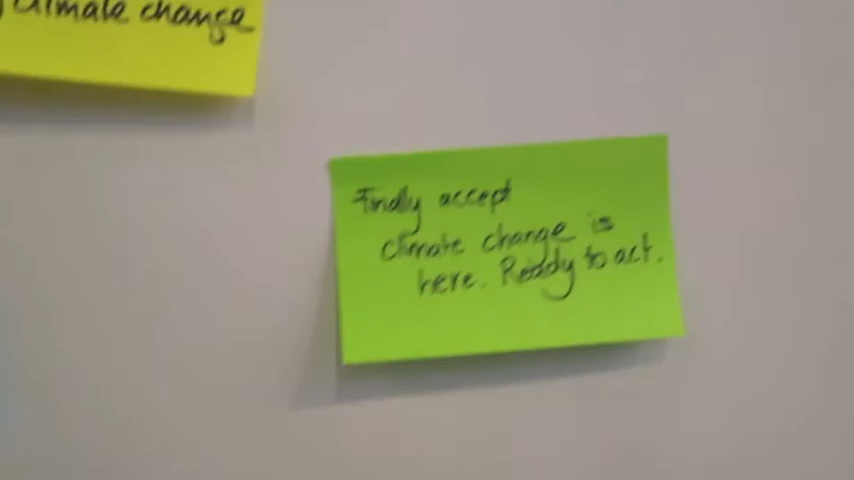 climate change
Finally accept
climate change is
here. Ready to act.